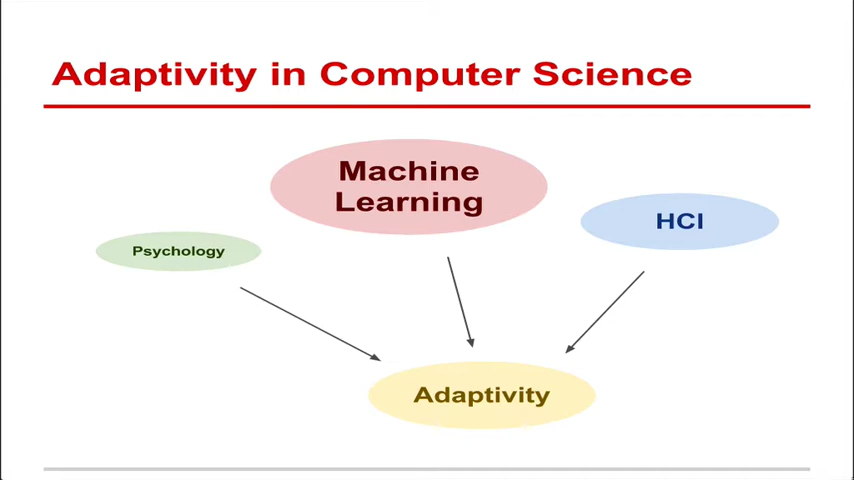 Adaptivity in Computer Science
Machine
Learning
HCI
Psychology
Adaptivity